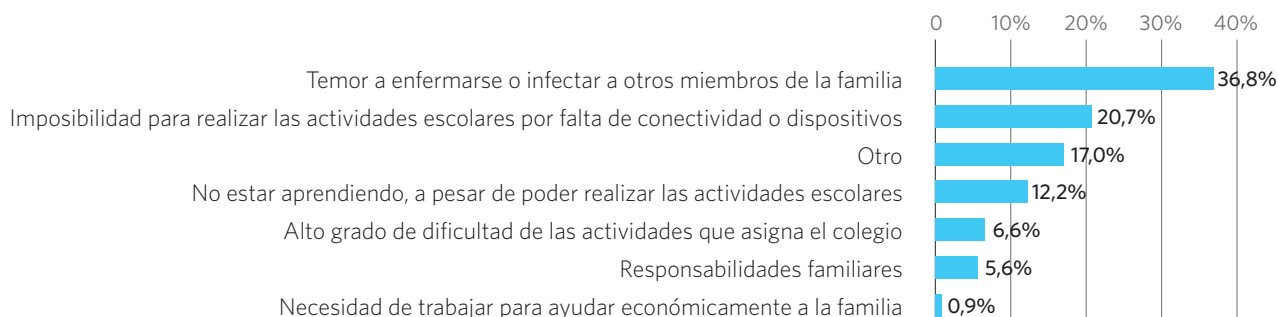 0 10% 20% 30% 40%
Temor a enfermarse o infectar a otros miembros de la familia 36,8%
Imposibilidad para realizar las actividades escolares por falta de conectividad o dispositivos 20,7%
Otro 17,0%
No estar aprendiendo, a pesar de poder realizar las actividades escolares 12,2%
Alto grado de dificultad de las actividades que asigna el colegio 6,6%
Responsabilidades familiares 5,6%
Necesidad de trabajar para ayudar económicamente a la familia 0,9%